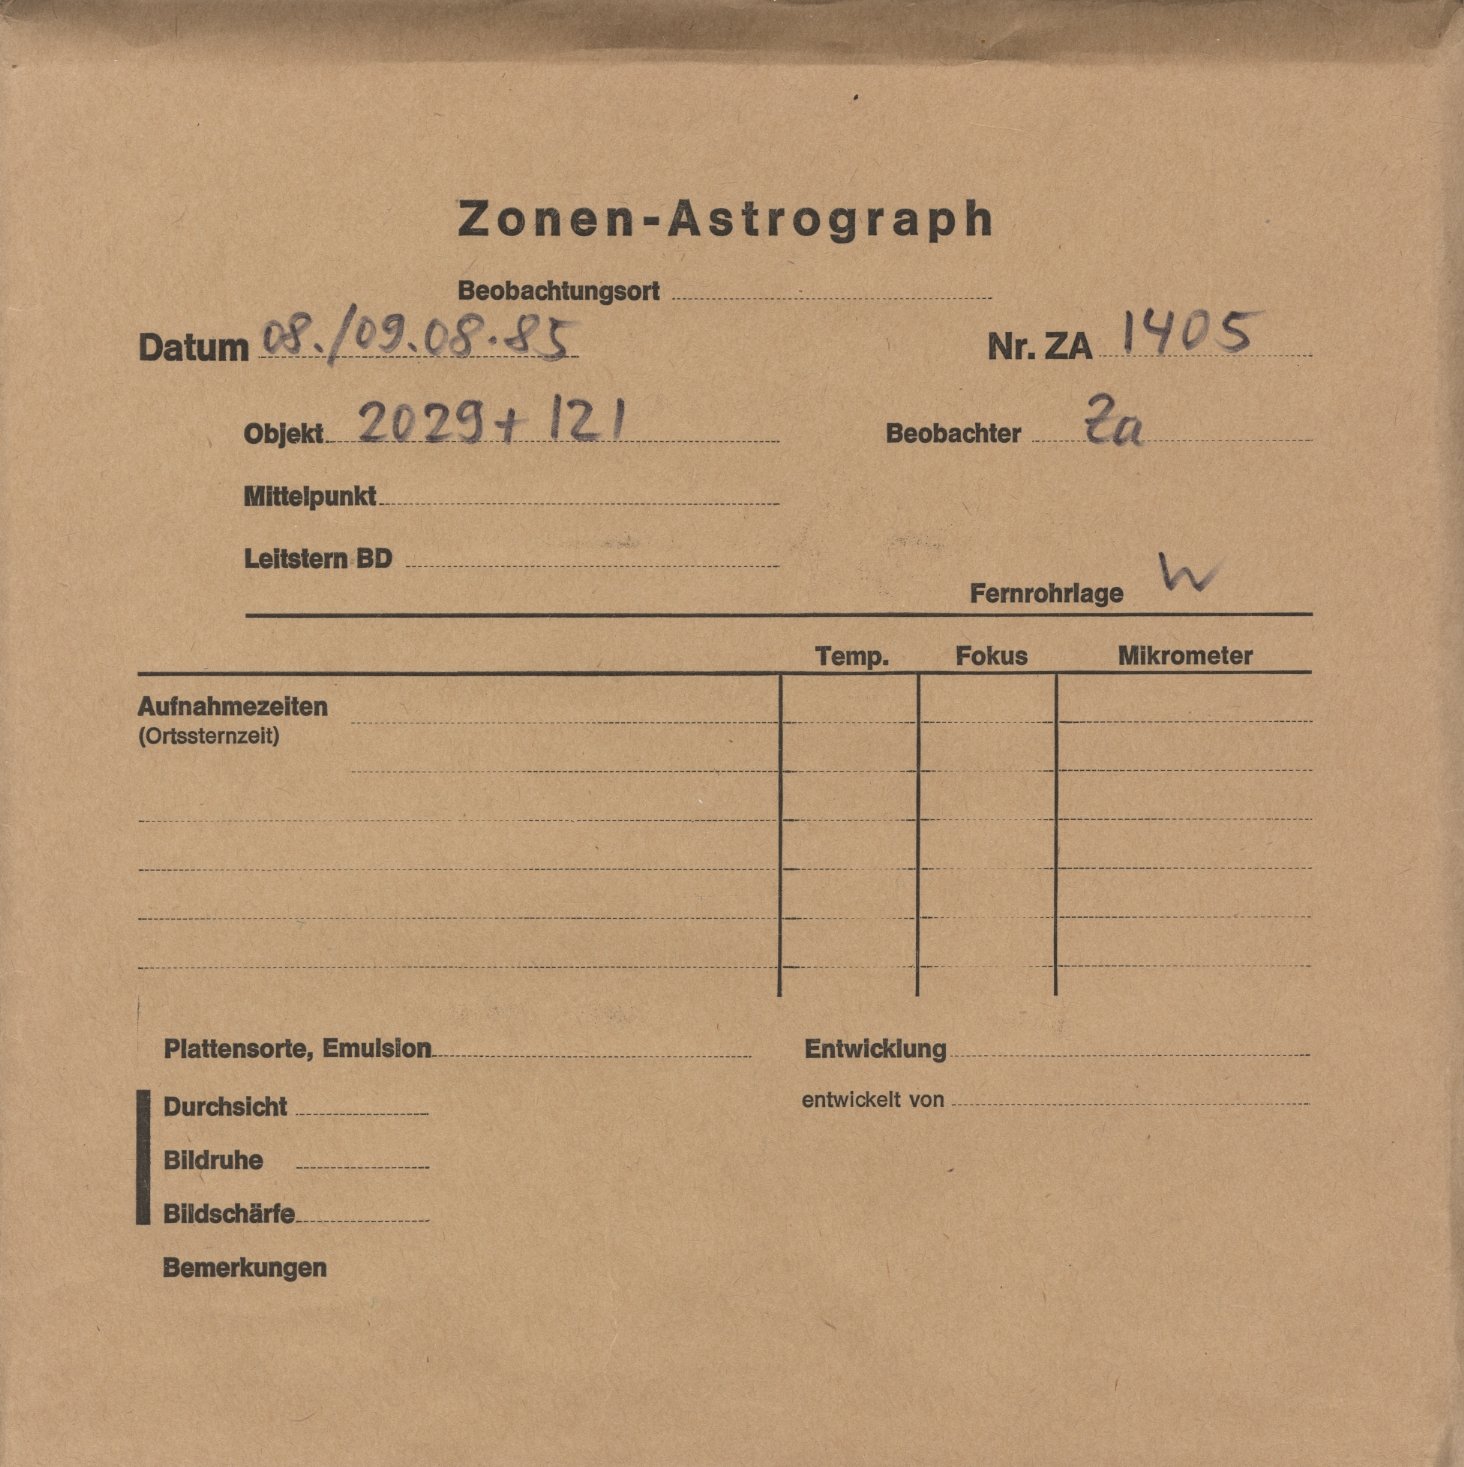 Zonen-Astrograph
Beobachtungsort
Datum 08./09.08.85 Nr. ZA 1405
Objekt 2029+121 Beobachter Za
Mittelpunkt
Leitstern BD
Fernrohrlage W
Temp. Fokus Mikrometer
Aufnahmezeiten
(Ortssternzeit)
Plattensorte, Emulsion Entwicklung
Durchsicht entwickelt von
Bildruhe
Bildschärfe
Bemerkungen